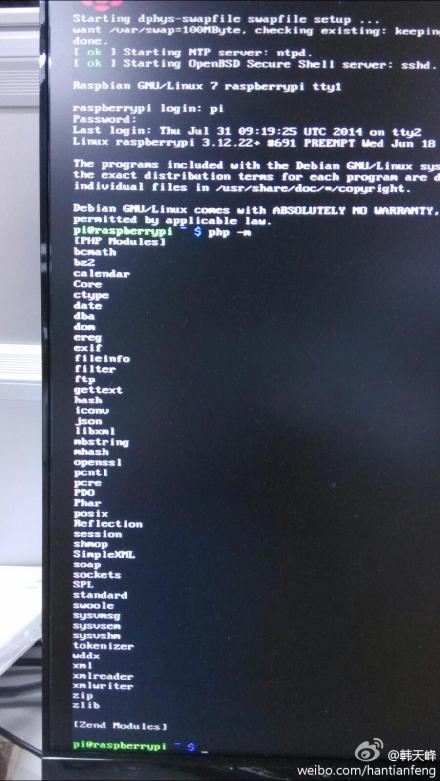 Starting dphys-swapfile swapfile setup ...
want /var/swap=100MByte, checking existing: keeping
done.
[ ok ] Starting NTP server: ntpd.
[ ok ] Starting OpenBSD Secure Shell server: sshd.
Raspbian GNU/Linux 7 raspberrypi tty1
raspberrypi login: pi
Password:
Last login: Thu Jul 31 09:19:25 UTC 2014 on tty2
Linux raspberrypi 3.12.22+ #691 PREEMPT Wed Jun 18
The programs included with the Debian GNU/Linux sys
the exact distribution terms for each program are d
individual files in /usr/share/doc/*/copyright.
Debian GNU/Linux comes with ABSOLUTELY NO WARRANTY,
permitted by applicable law.
pi@raspberrypi ~ $ php -m
[PHP Modules]
bcmath
bz2
calendar
Core
ctype
date
dba
dom
ereg
exif
fileinfo
filter
ftp
gettext
hash
iconv
json
libxml
mbstring
mhash
openssl
pcntl
pcre
PDO
Phar
posix
Reflection
session
shmop
SimpleXML
soap
sockets
SPL
standard
swoole
sysvmsg
sysvsem
sysvshm
tokenizer
wddx
xml
xmlreader
xmlwriter
zip
zlib
[Zend Modules]
pi@raspberrypi ~ $ _
@韩天峰
weibo.com/hantianfeng